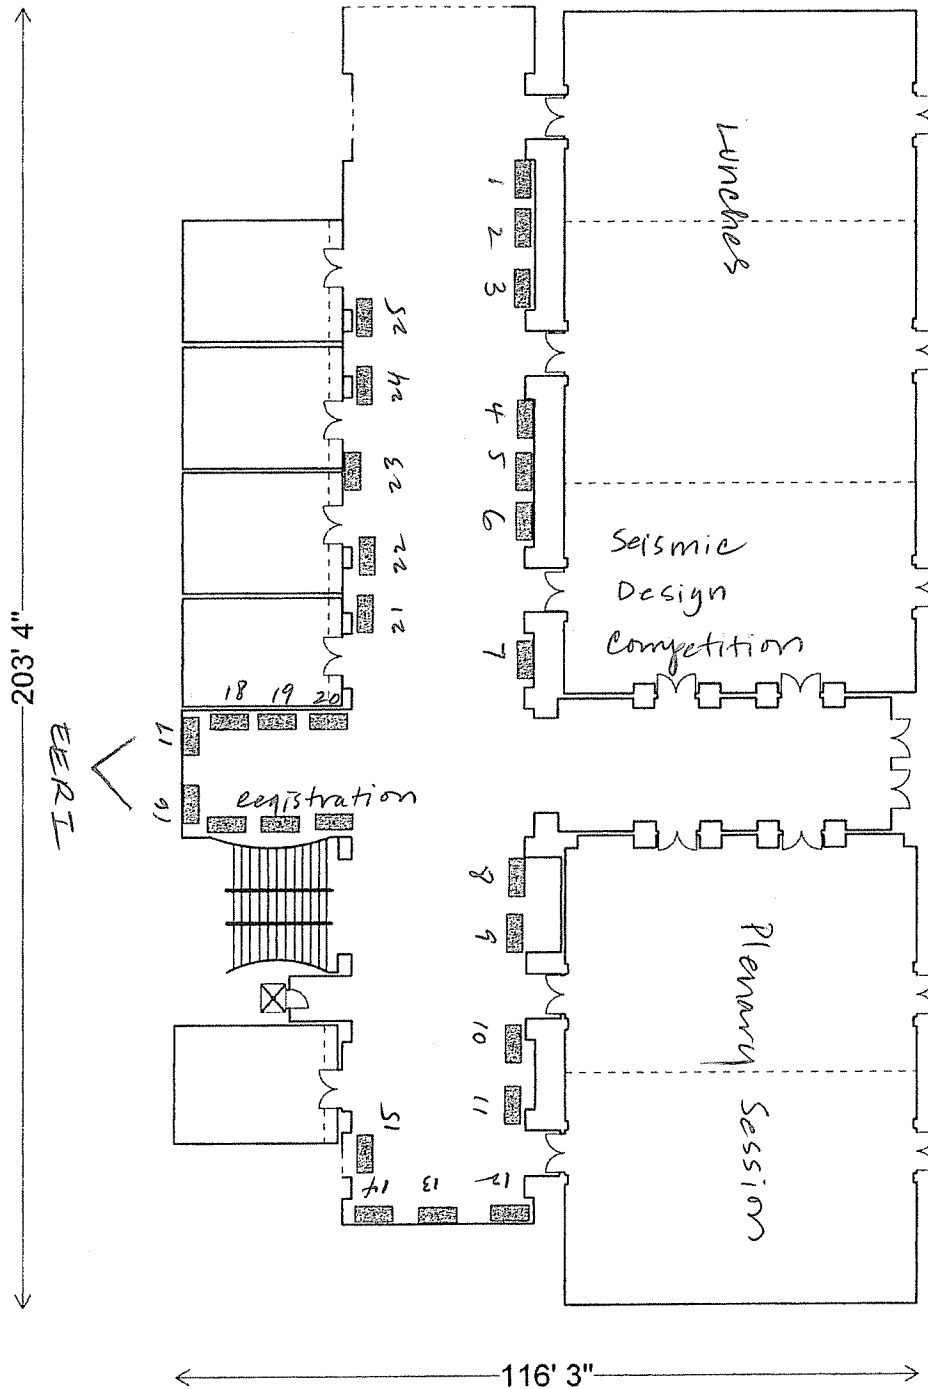 Lunches
1
2
3
25
24
4
23
5
6
22
Seismic
Design
21
Competition
7
203' 4"
18 19 20
17
EERI
16
Registration
8
9
Plenary
Session
10
11
15
14 13 12
116' 3"